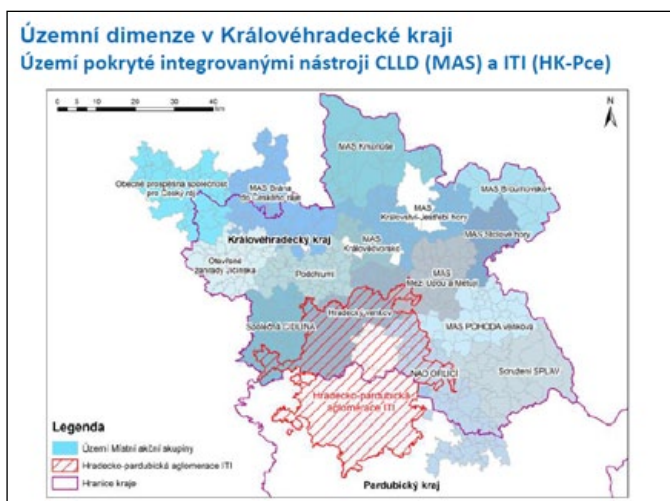 Územní dimenze v Královéhradeckém kraji
Území pokryté integrovanými nástroji CLLD (MAS) a ITI (HK-Pce)
0 5 10 20 30 40
km
N
MAS Krkonoše
Obecně prospěšná společnost
pro Český ráj
MAS Brána
do Českého ráje
MAS Broumovsko+
MAS
Království-Jestřebí hory
MAS Stolové hory
Královéhradecký kraj
MAS
Královédvorsko
Otevřené
zahrady Jičínska
Podchlumí
MAS
Mezi Úpou a Metují
Společná CIDLINA
Hradecký venkov
MAS POHODA venkova
NAD ORLICÍ
Sdružení SPLAV
Hradecko-pardubická
aglomerace ITI
Legenda
Území Místní akční skupiny
Hradecko-pardubická aglomerace ITI
Hranice kraje
Pardubický kraj